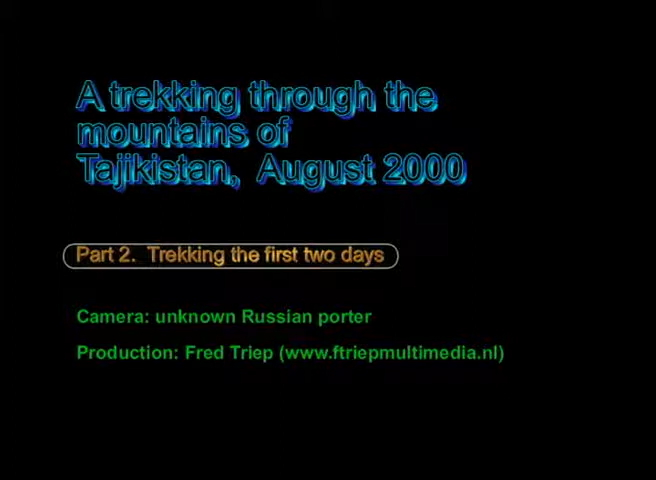 A trekking through the
mountains of
Tajikistan, August 2000
Part 2. Trekking the first two days
Camera: unknown Russian porter
Production: Fred Triep (www.ftriepmultimedia.nl)